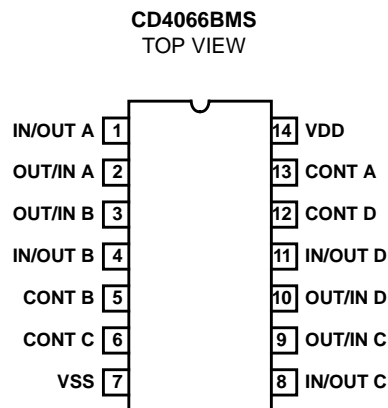 CD4066BMS
TOP VIEW
IN/OUT A 1 14 VDD
OUT/IN A 2 13 CONT A
OUT/IN B 3 12 CONT D
IN/OUT B 4 11 IN/OUT D
CONT B 5 10 OUT/IN D
CONT C 6 9 OUT/IN C
VSS 7 8 IN/OUT C